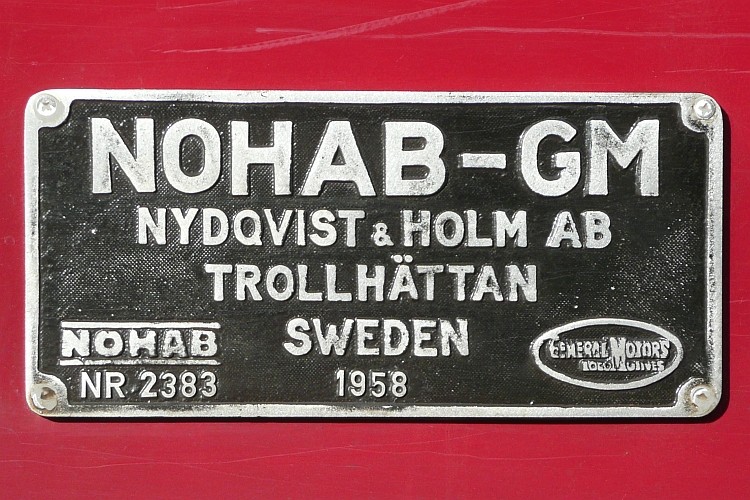 NOHAB-GM
NYDQVIST & HOLM AB
TROLLHÄTTAN
SWEDEN
NOHAB
NR 2383
1958
GENERAL MOTORS
LOCOMOTIVES